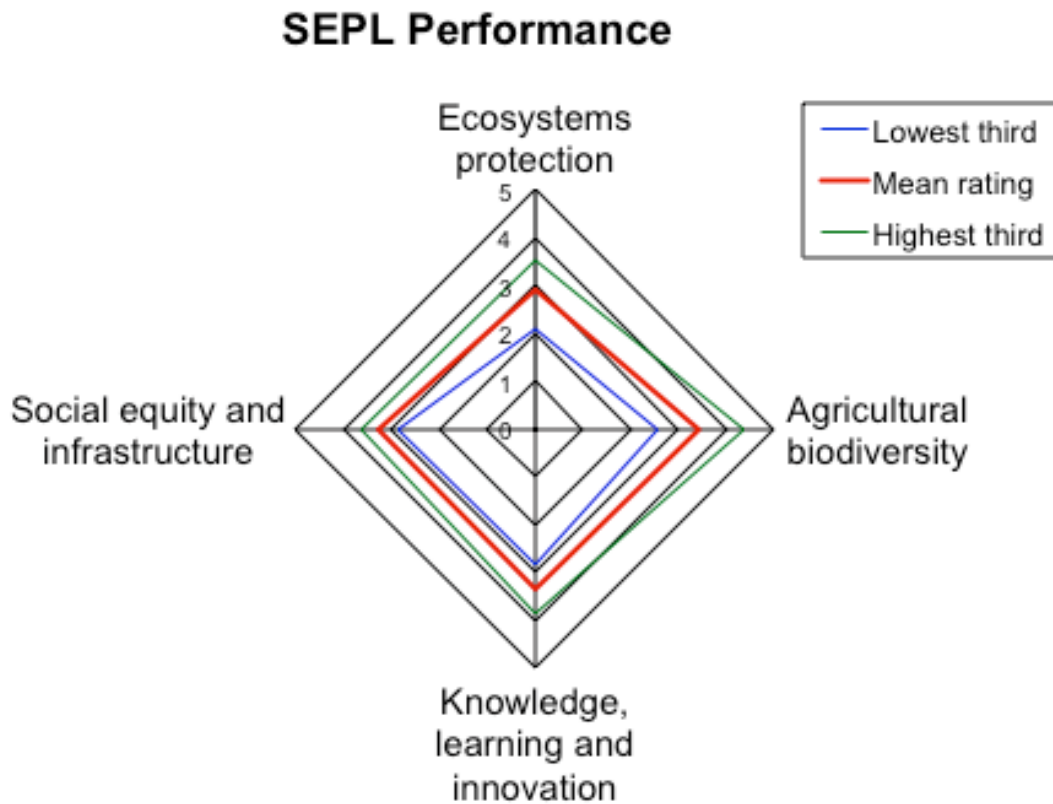 SEPL Performance
Ecosystems
protection
Lowest third
Mean rating
Highest third
5
4
3
2
1
0
Social equity and
infrastructure
Agricultural
biodiversity
Knowledge,
learning and
innovation